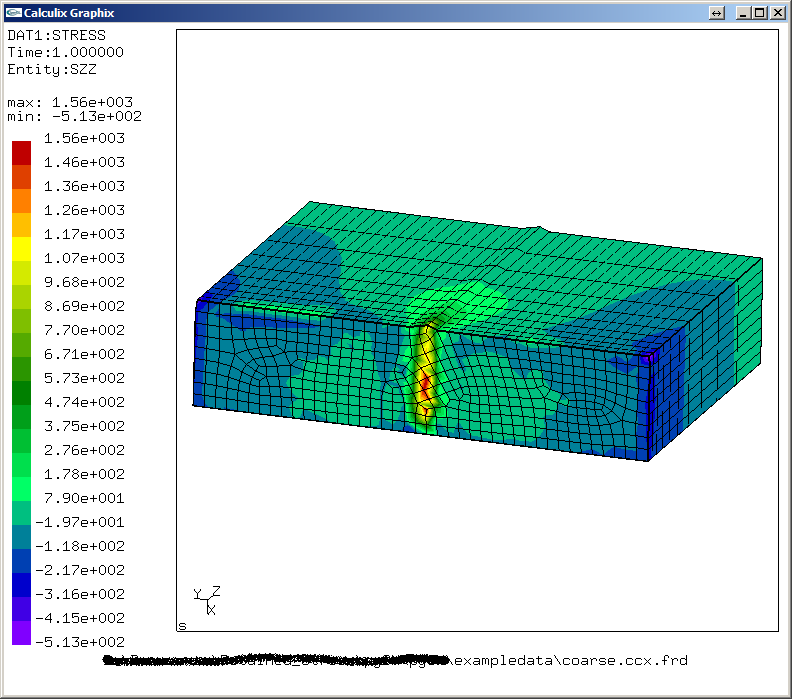 Calculix Graphix
DAT1:STRESS
Time:1.000000
Entity:SZZ
max: 1.56e+003
min: -5.13e+002
1.56e+003
1.46e+003
1.36e+003
1.26e+003
1.17e+003
1.07e+003
9.68e+002
8.69e+002
7.70e+002
6.71e+002
5.73e+002
4.74e+002
3.75e+002
2.76e+002
1.78e+002
7.90e+001
-1.97e+001
-1.18e+002
-2.17e+002
-3.16e+002
-4.15e+002
-5.13e+002
Y Z
X
s
\exampledata\coarse.ccx.frd